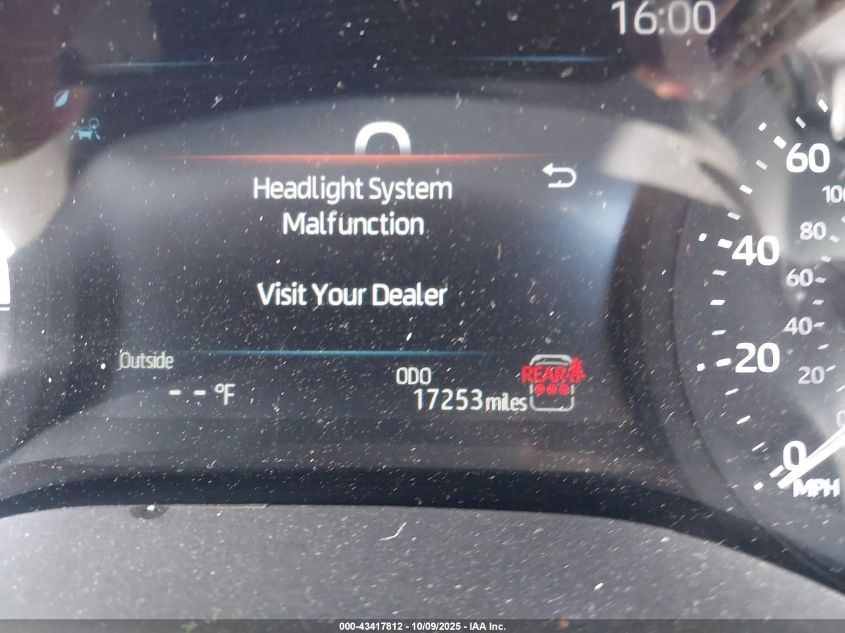 16:00
0
Headlight System
Malfunction
Visit Your Dealer
Outside
-- °F
ODO
17253 miles
REAR
60
40
20
0
MPH
100
80
60
40
20
000-43417812 - 10/09/2025 - IAA Inc.